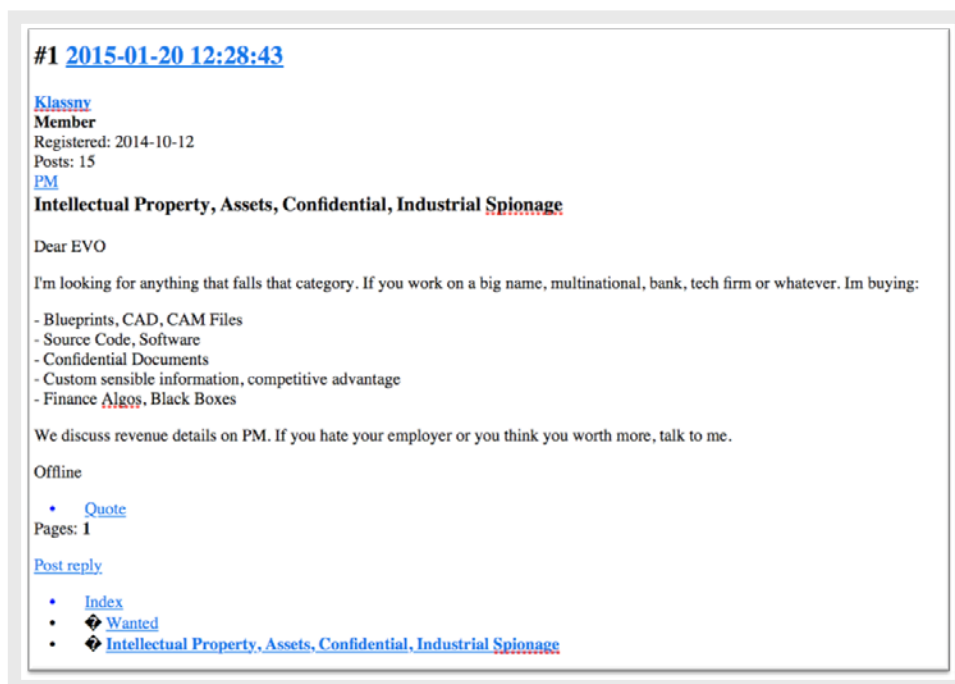 #1 2015-01-20 12:28:43
Klassny
Member
Registered: 2014-10-12
Posts: 15
PM
Intellectual Property, Assets, Confidential, Industrial Spionage
Dear EVO
I'm looking for anything that falls that category. If you work on a big name, multinational, bank, tech firm or whatever. Im buying:
- Blueprints, CAD, CAM Files
- Source Code, Software
- Confidential Documents
- Custom sensible information, competitive advantage
- Finance Algos, Black Boxes
We discuss revenue details on PM. If you hate your employer or you think you worth more, talk to me.
Offline
• Quote
Pages: 1
Post reply
• Index
• � Wanted
• � Intellectual Property, Assets, Confidential, Industrial Spionage